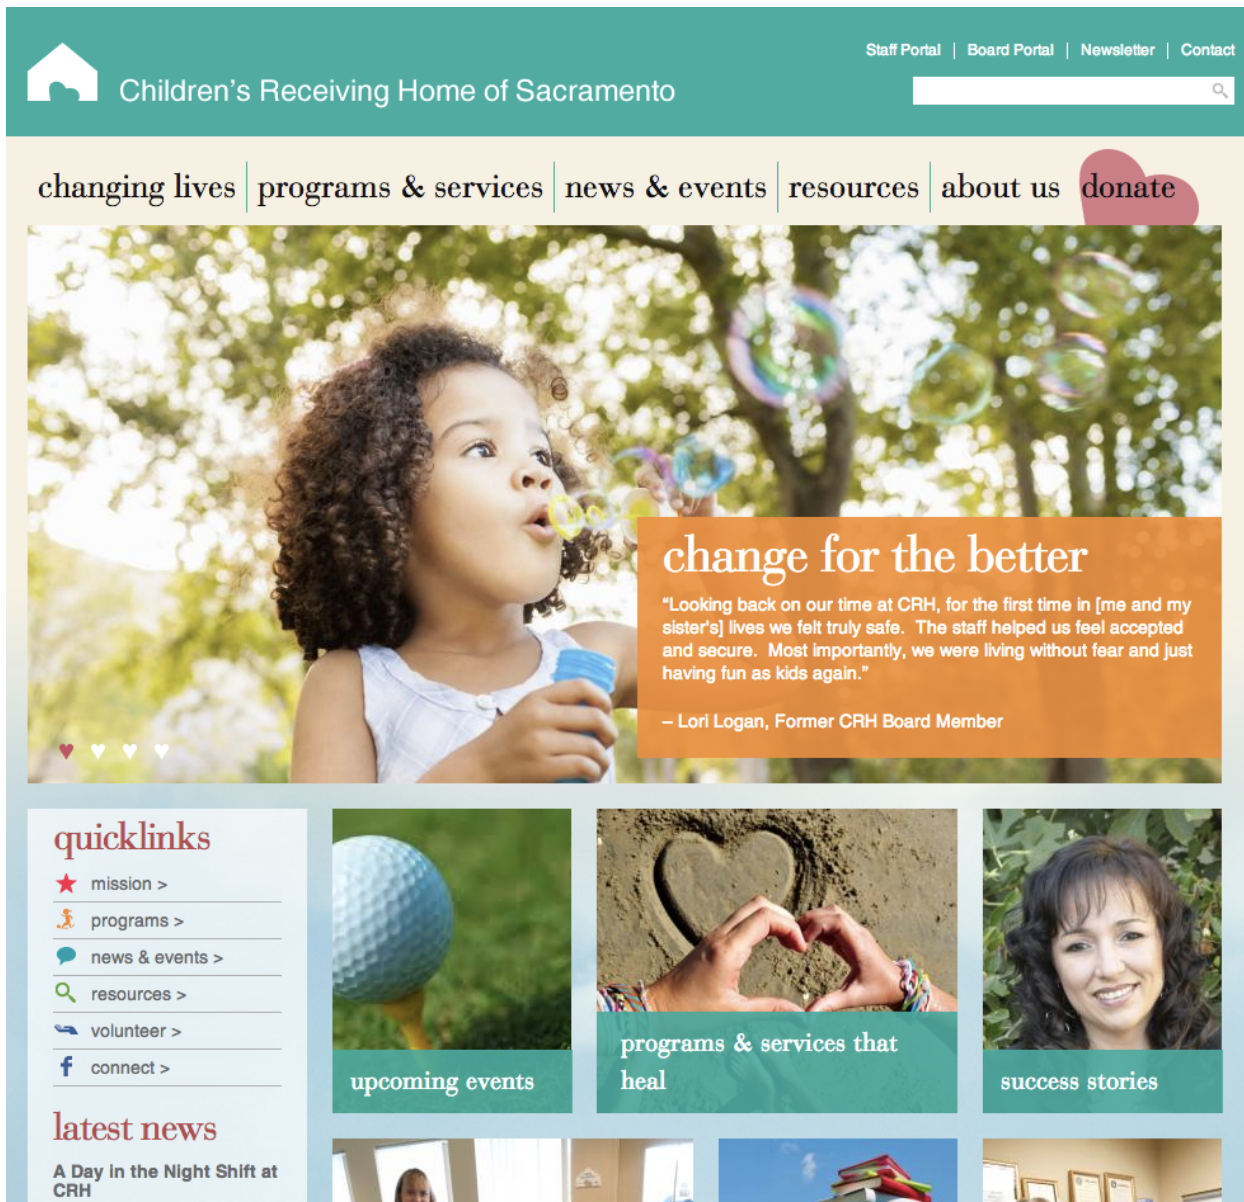 Staff Portal | Board Portal | Newsletter | Contact
Children's Receiving Home of Sacramento
changing lives
programs & services
news & events
resources
about us
donate
change for the better
“Looking back on our time at CRH, for the first time in [me and my
sister's] lives we felt truly safe.  The staff helped us feel accepted
and secure.  Most importantly, we were living without fear and just
having fun as kids again.”
– Lori Logan, Former CRH Board Member
quicklinks
mission >
programs >
news & events >
resources >
volunteer >
connect >
latest news
A Day in the Night Shift at
CRH
upcoming events
programs & services that
heal
success stories